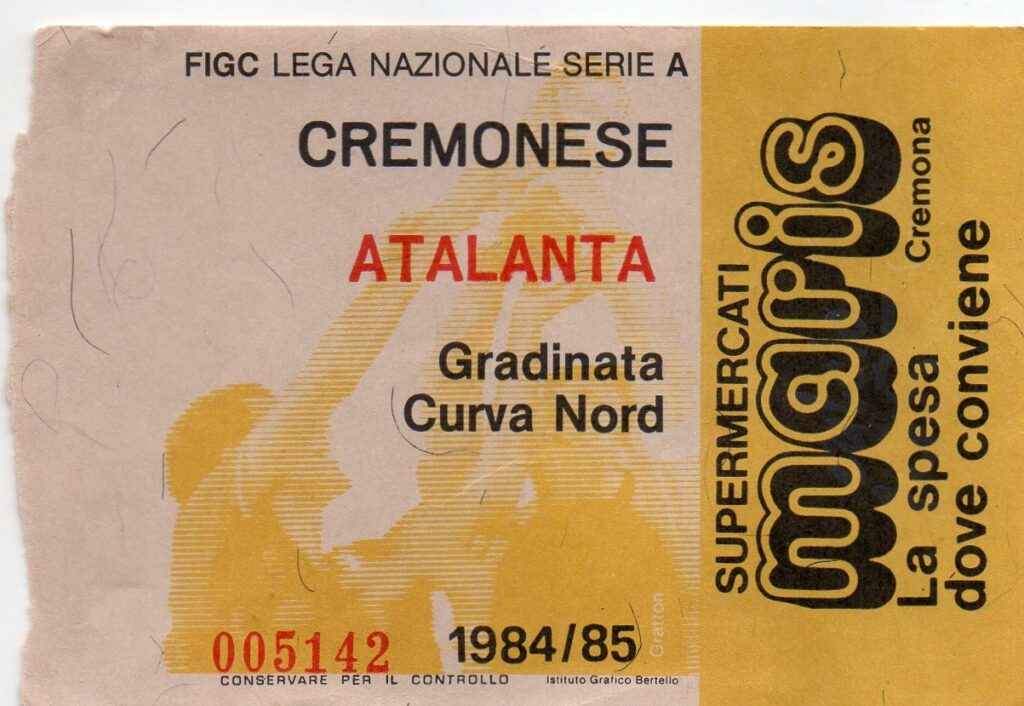 FIGC LEGA NAZIONALE SERIE A
CREMONESE
ATALANTA
Gradinata
Curva Nord
005142
1984/85
CONSERVARE PER IL CONTROLLO
Istituto Grafico Bertello
Gratton
SUPERMERCATI
maris
Cremona
La spesa
dove conviene